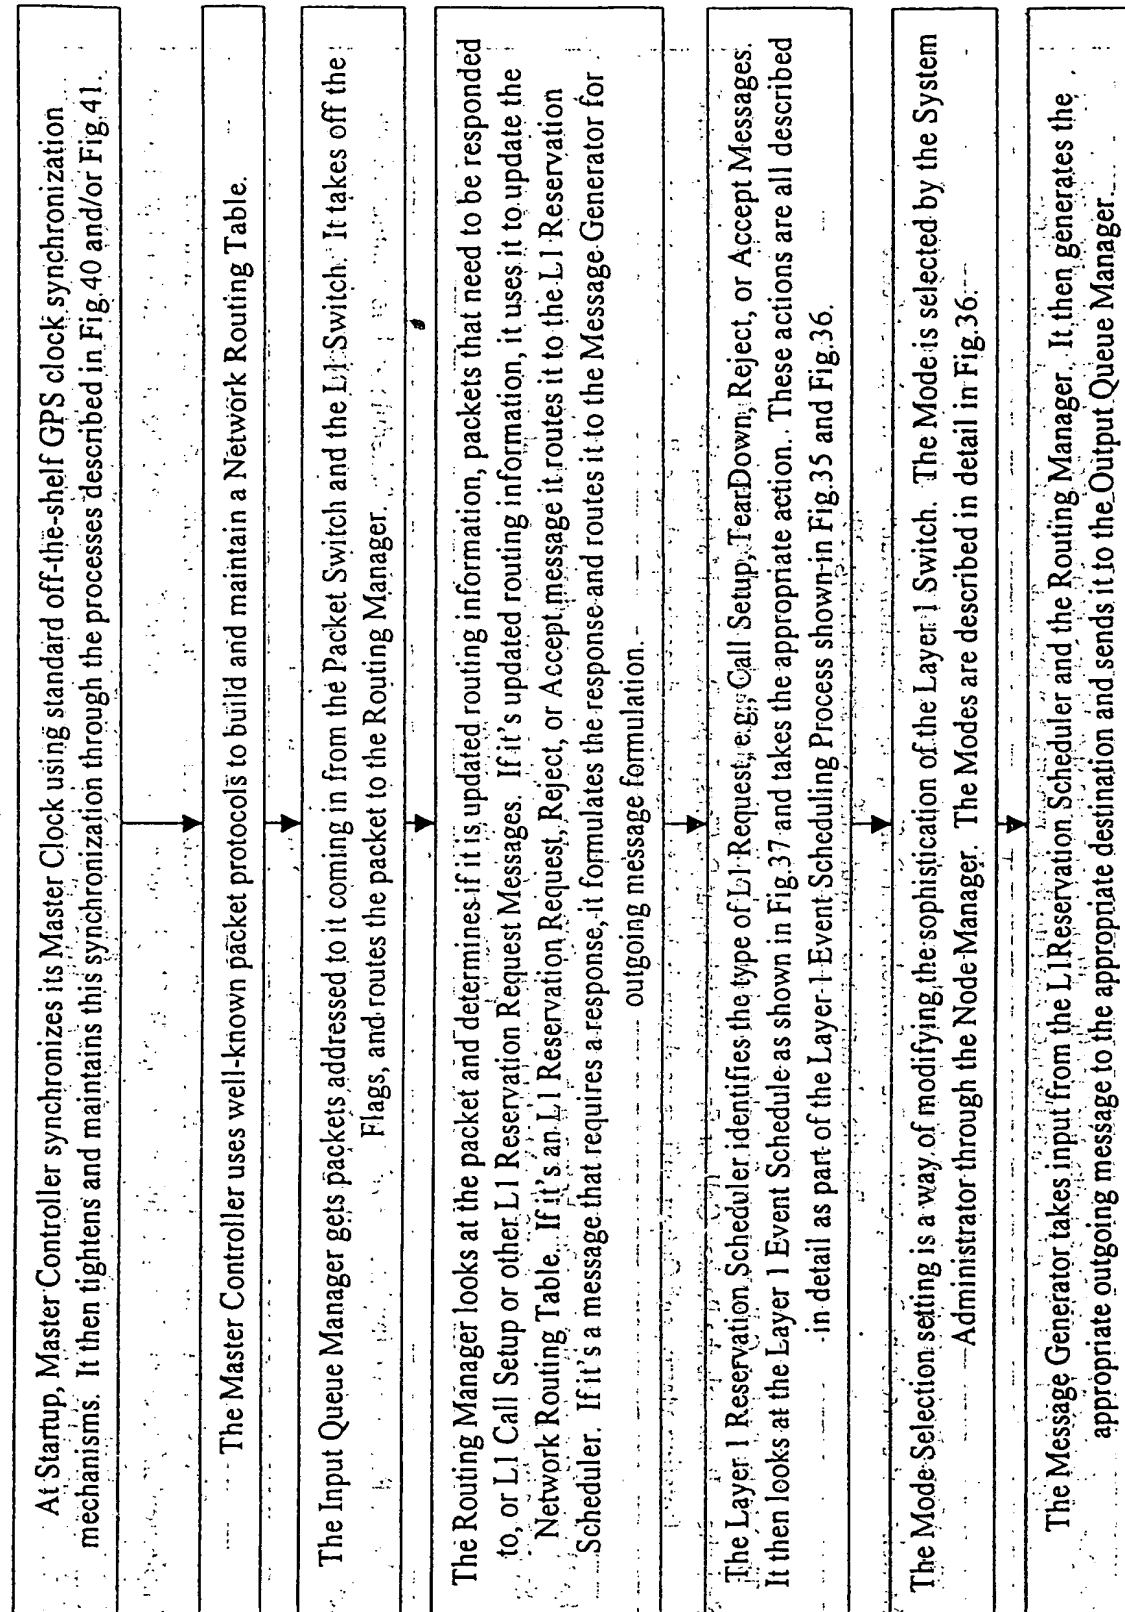 At Startup, Master Controller synchronizes its Master Clock using standard off-the-shelf GPS clock synchronization
mechanisms. It then tightens and maintains this synchronization through the processes described in Fig.40 and/or Fig.41.
The Master Controller uses well-known packet protocols to build and maintain a Network Routing Table.
The Input Queue Manager gets packets addressed to it coming in from the Packet Switch and the L1 Switch. It takes off the
Flags, and routes the packet to the Routing Manager.
The Routing Manager looks at the packet and determines if it is updated routing information, packets that need to be responded
to, or L1 Call Setup or other L1 Reservation Request Messages. If it's updated routing information, it uses it to update the
Network Routing Table. If it's an L1 Reservation Request, Reject, or Accept message it routes it to the L1 Reservation
Scheduler. If it's a message that requires a response, it formulates the response and routes it to the Message Generator for
outgoing message formulation.
The Layer 1 Reservation Scheduler identifies the type of L1 Request, e.g., Call Setup, TearDown, Reject, or Accept Messages.
It then looks at the Layer 1 Event Schedule as shown in Fig.37 and takes the appropriate action. These actions are all described
in detail as part of the Layer 1 Event Scheduling Process shown in Fig.35 and Fig.36.
The Mode Selection setting is a way of modifying the sophistication of the Layer 1 Switch. The Mode is selected by the System
Administrator through the Node Manager. The Modes are described in detail in Fig.36.
The Message Generator takes input from the L1Reservation Scheduler and the Routing Manager. It then generates the
appropriate outgoing message to the appropriate destination and sends it to the Output Queue Manager.